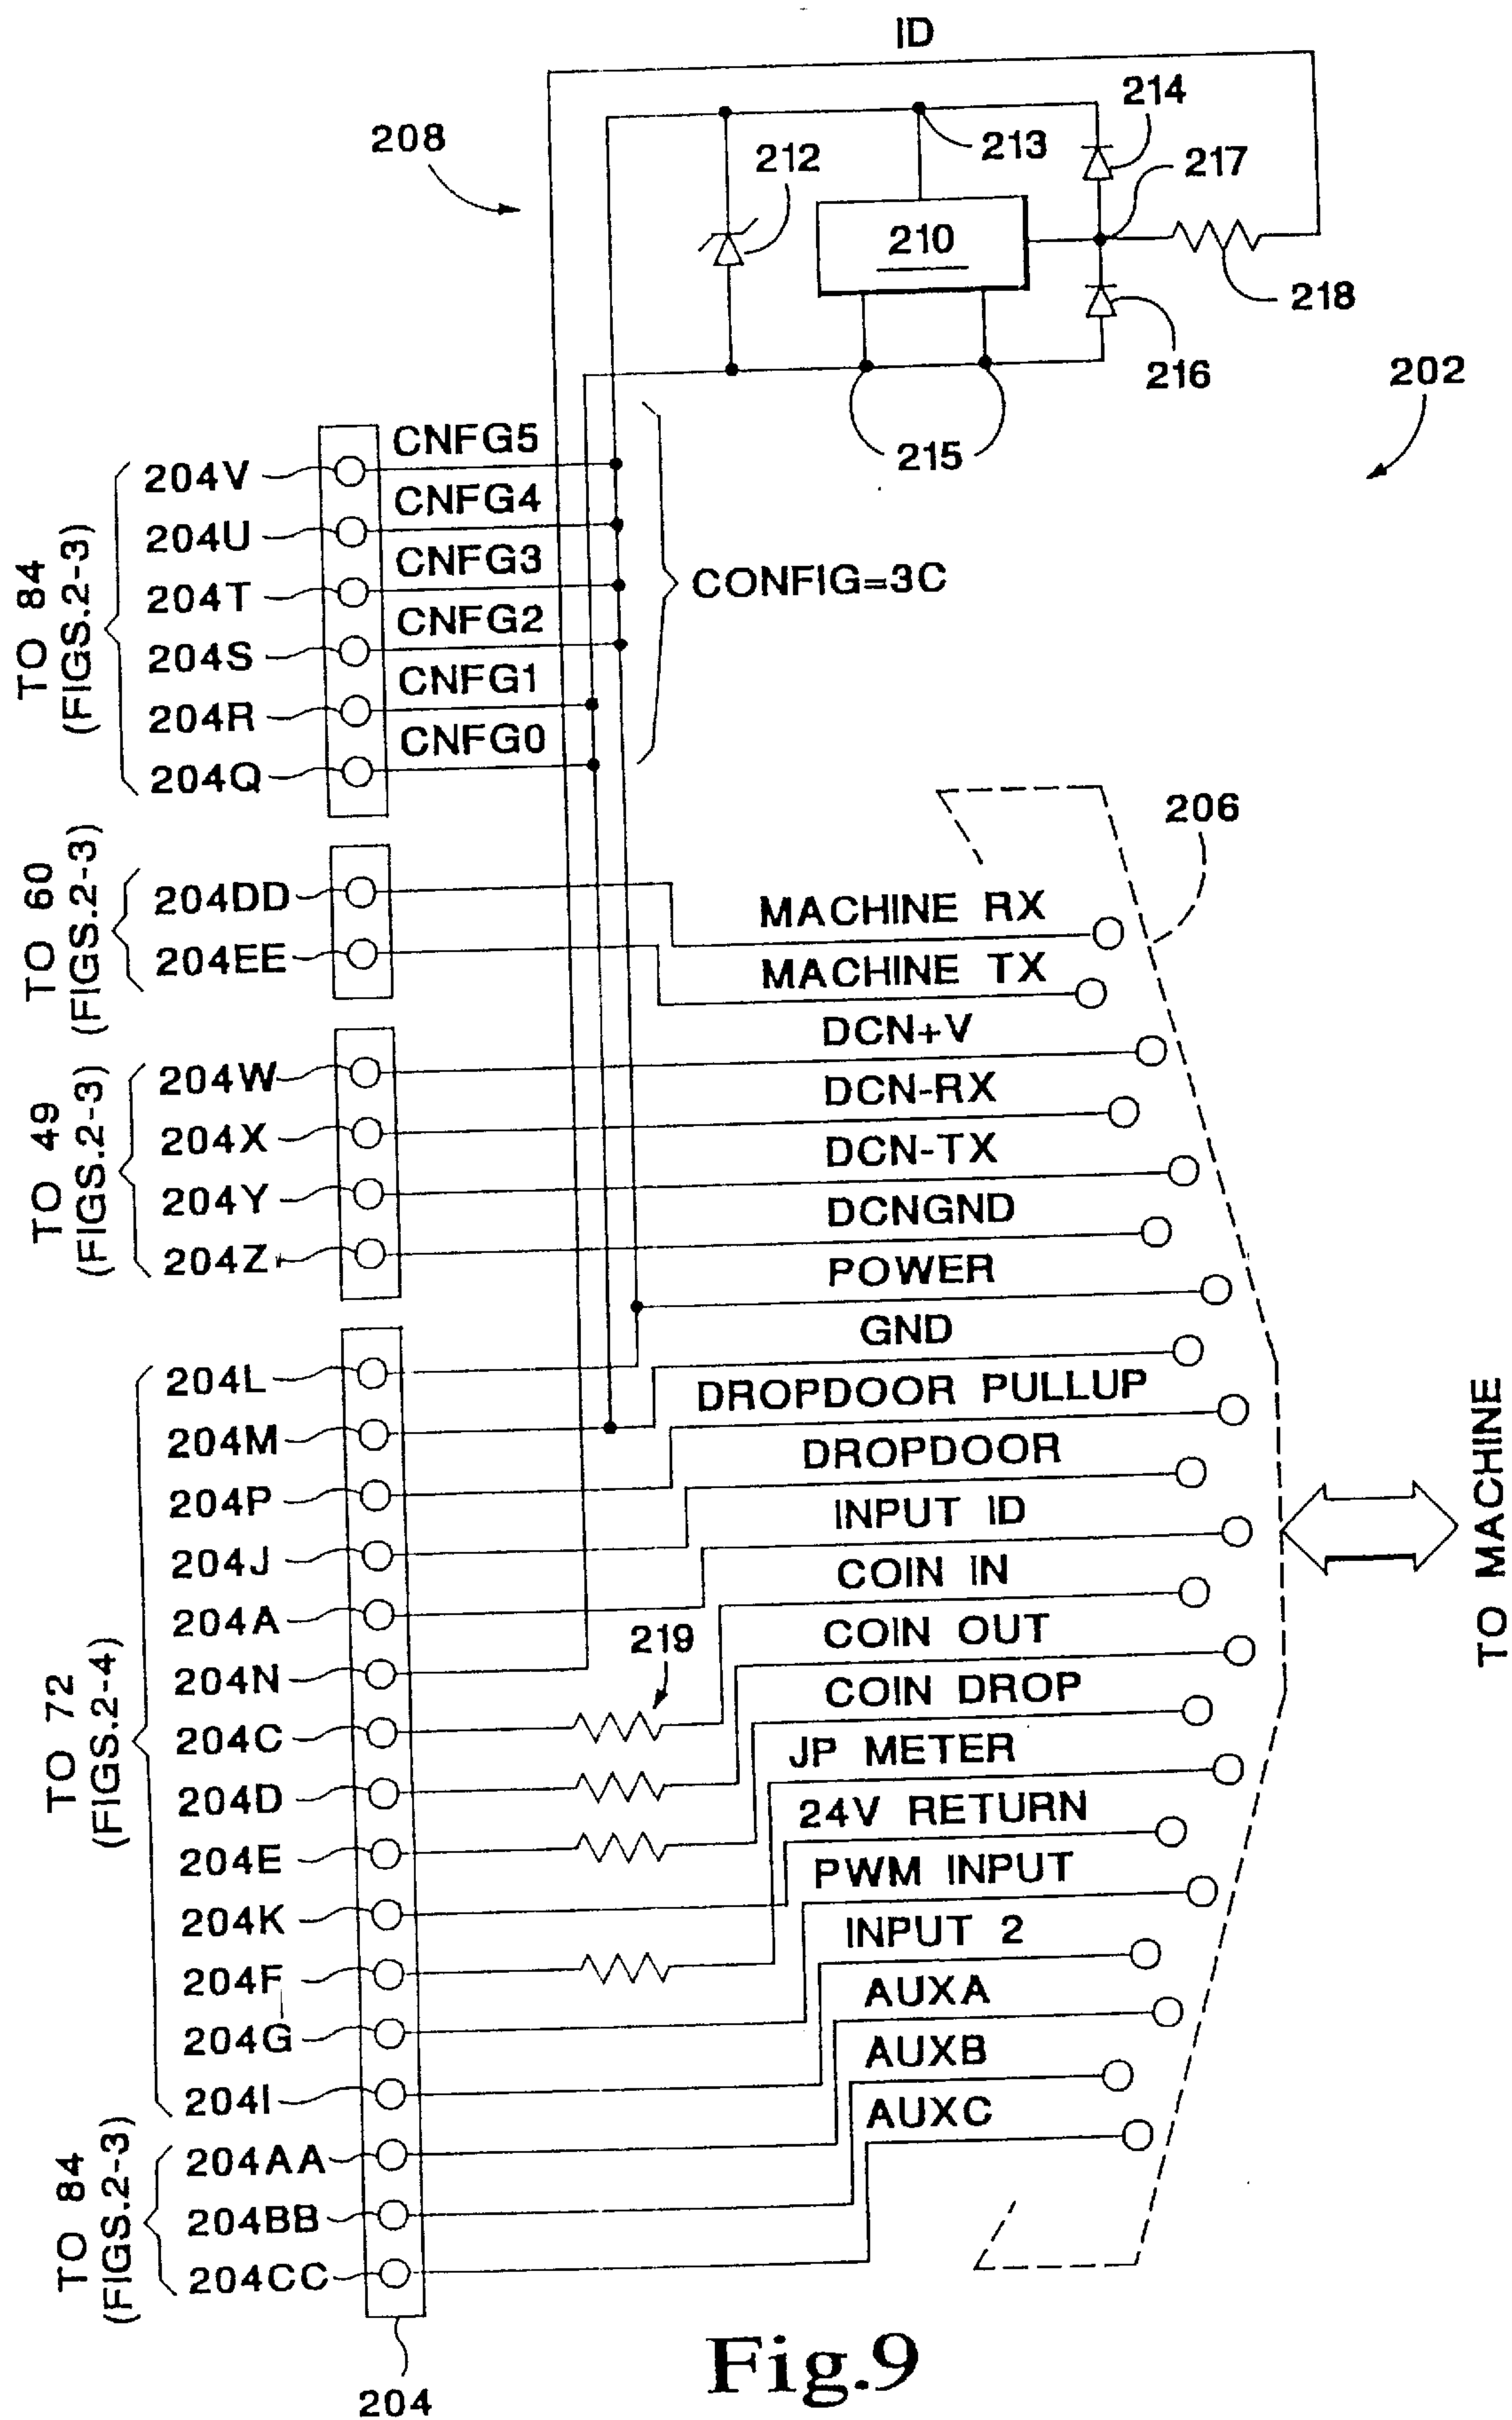 ID
208
212
213
214
217
210
218
216
215
202
TO 84
(FIGS.2-3)
204V
CNFG5
204U
CNFG4
204T
CNFG3
204S
CNFG2
204R
CNFG1
204Q
CNFG0
CONFIG=3C
206
TO 60
(FIGS.2-3)
204DD
MACHINE RX
204EE
MACHINE TX
TO 49
(FIGS.2-3)
204W
DCN+V
204X
DCN-RX
204Y
DCN-TX
204Z
DCNGND
POWER
TO 72
(FIGS.2-4)
204L
GND
204M
DROPDOOR PULLUP
204P
DROPDOOR
204J
INPUT ID
204A
COIN IN
204N
219
COIN OUT
204C
COIN DROP
204D
JP METER
204E
24V RETURN
204K
PWM INPUT
204F
INPUT 2
204G
AUXA
204I
AUXB
TO 84
(FIGS.2-3)
204AA
AUXC
204BB
204CC
TO MACHINE
204
Fig.9